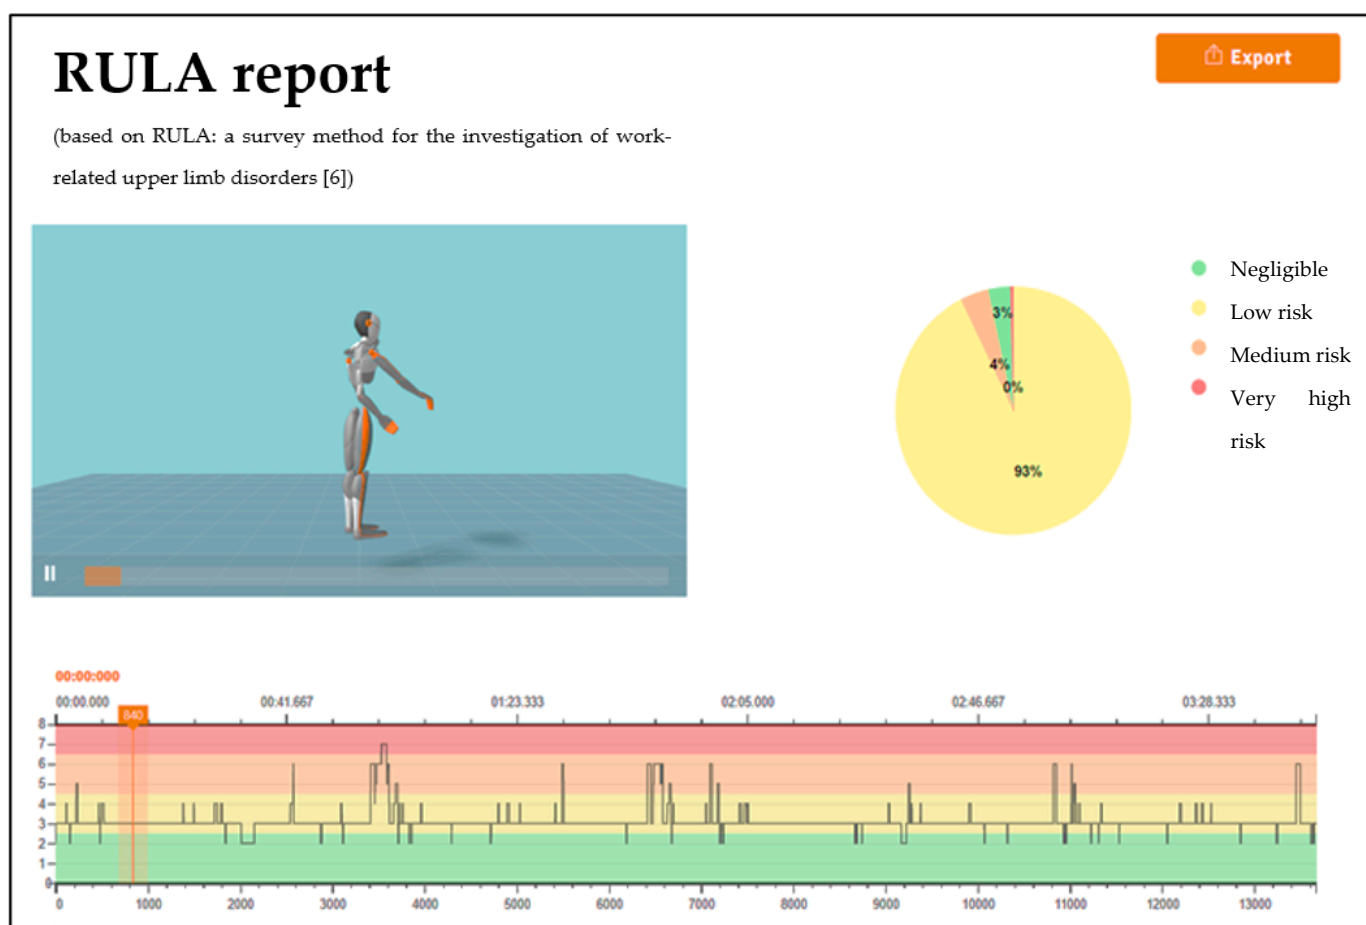 RULA report
Export
(based on RULA: a survey method for the investigation of work-
related upper limb disorders [6])
Negligible
Low risk
Medium risk
Very high
risk
3%
4%
0%
93%
00:00:000
00:00.000 00:41.667 01:23.333 02:05.000 02:46.667 03:28.333
840
8
7
6
5
4
3
2
1
0
0 1000 2000 3000 4000 5000 6000 7000 8000 9000 10000 11000 12000 13000